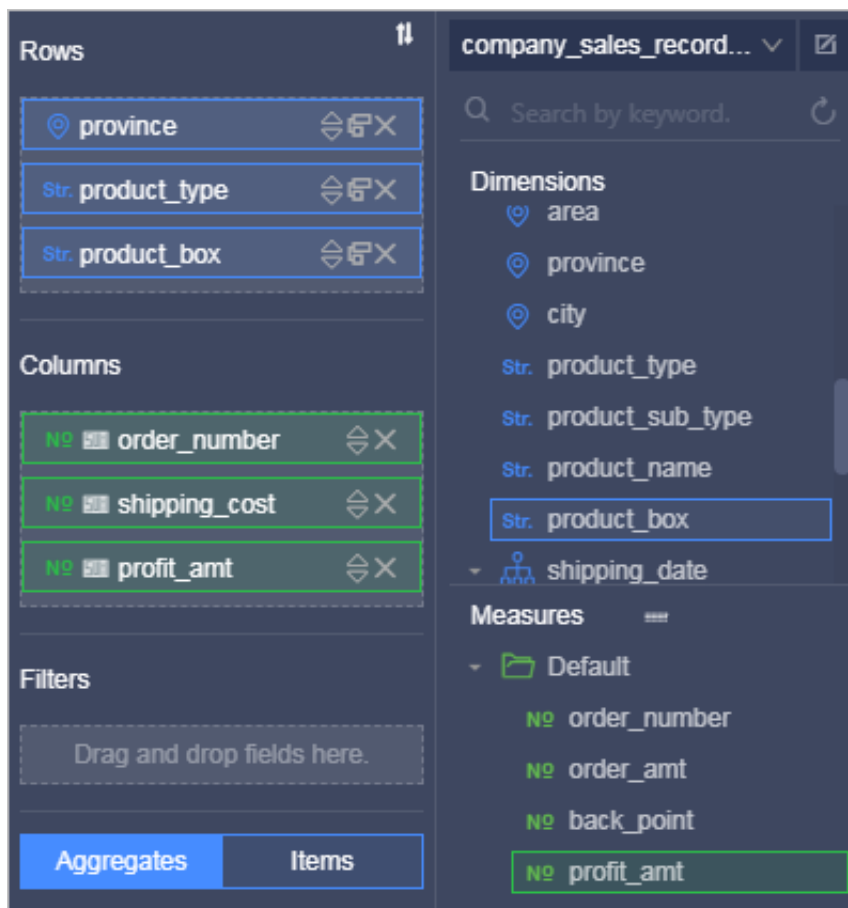 Rows
province
Str. product_type
Str. product_box
Columns
Nº order_number
Nº shipping_cost
Nº profit_amt
Filters
Drag and drop fields here.
Aggregates
Items
company_sales_record...
Search by keyword.
Dimensions
area
province
city
Str. product_type
Str. product_sub_type
Str. product_name
Str. product_box
shipping_date
Measures
Default
Nº order_number
Nº order_amt
Nº back_point
Nº profit_amt